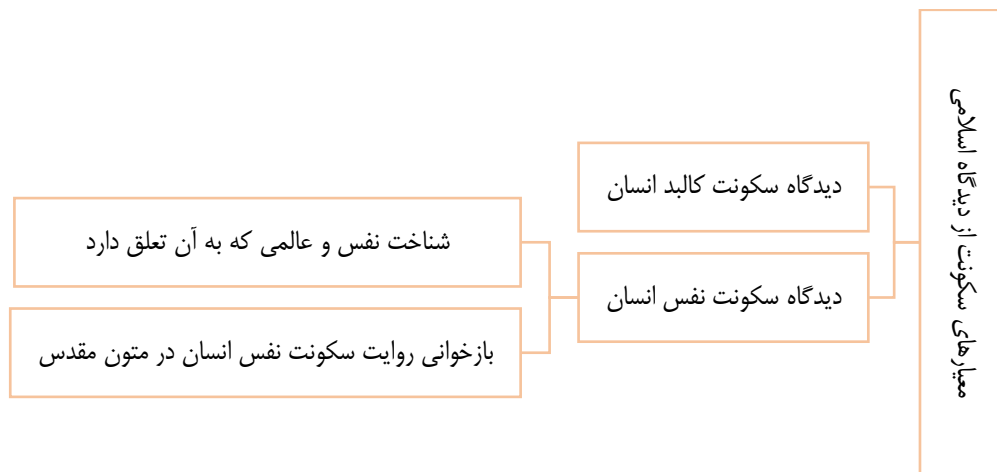 معیارهای سکونت از دیدگاه اسلامی
دیدگاه سکونت کالبد انسان
دیدگاه سکونت نفس انسان
شناخت نفس و عالمی که به آن تعلق دارد
بازخوانی روایت سکونت نفس انسان در متون مقدس